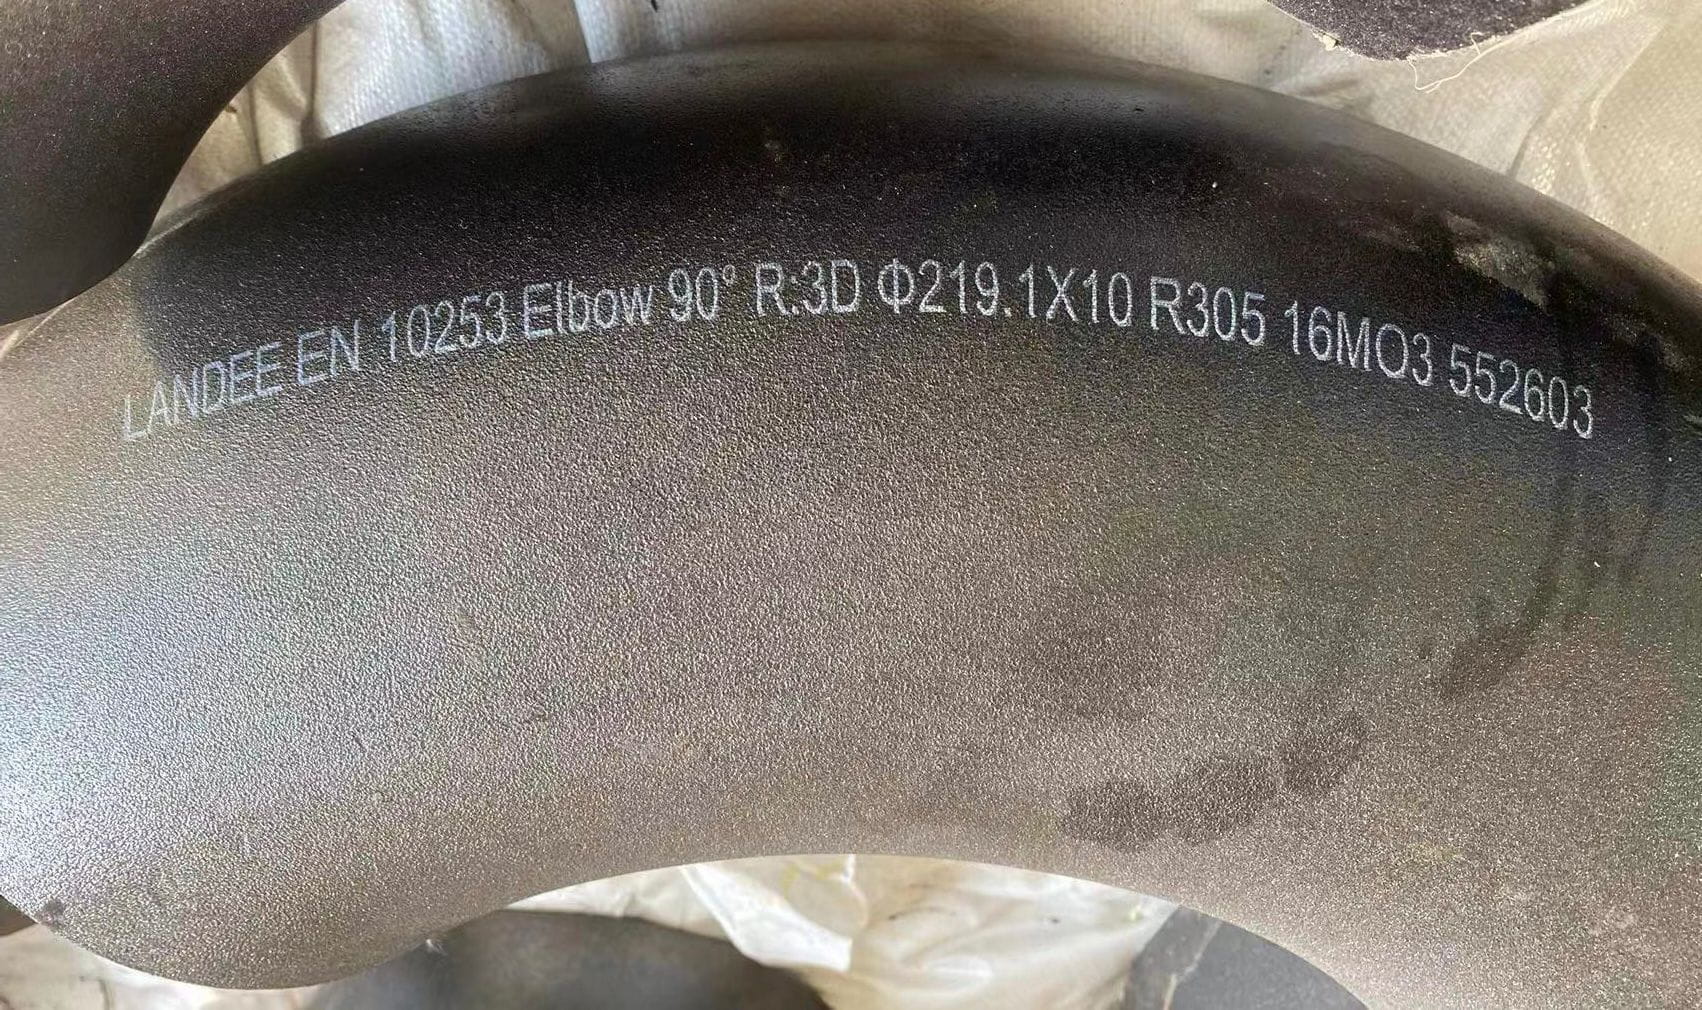 LANDEE EN 10253 Elbow 90° R:3D Φ219.1X10 R305 16MO3 552603